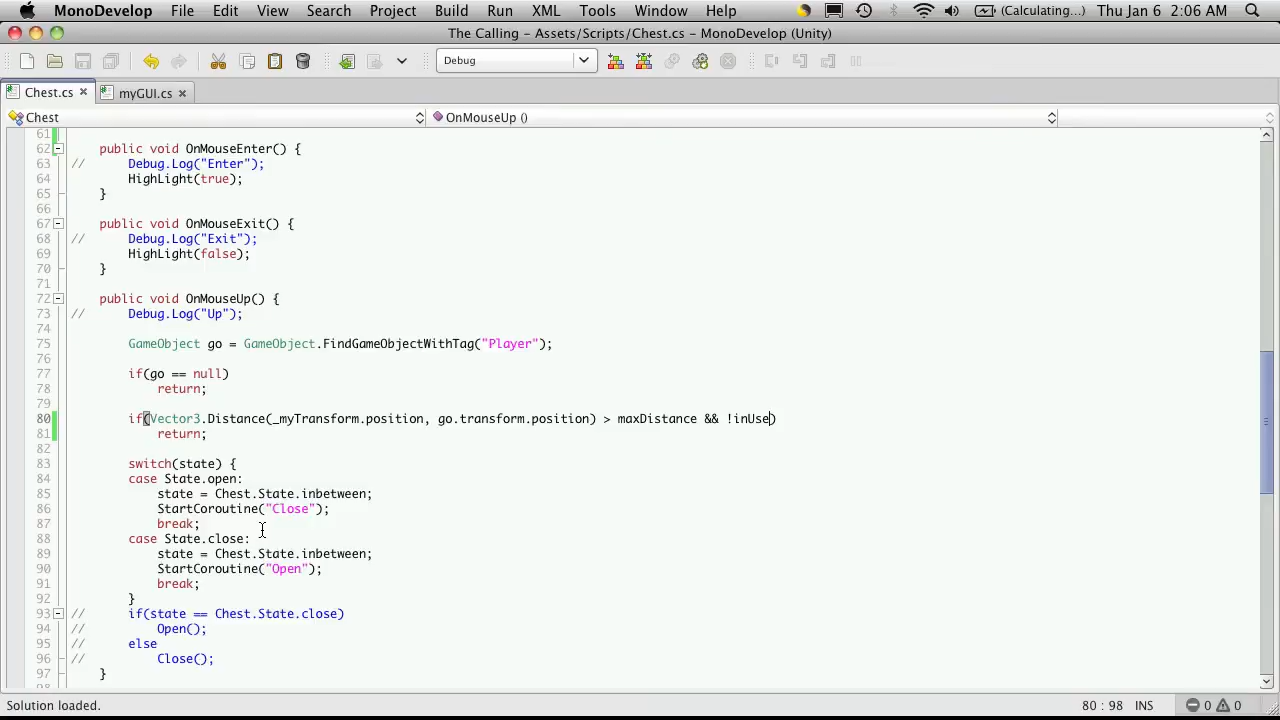 MonoDevelop File Edit View Search Project Build Run XML Tools Window Help (Calculating...) Thu Jan 6 2:06 AM
The Calling – Assets/Scripts/Chest.cs – MonoDevelop (Unity)
Debug
Chest.cs myGUI.cs
Chest OnMouseUp ()
61
62 public void OnMouseEnter() {
63 // Debug.Log("Enter");
64 HighLight(true);
65 }
66
67 public void OnMouseExit() {
68 // Debug.Log("Exit");
69 HighLight(false);
70 }
71
72 public void OnMouseUp() {
73 // Debug.Log("Up");
74
75 GameObject go = GameObject.FindGameObjectWithTag("Player");
76
77 if(go == null)
78 return;
79
80 if(Vector3.Distance(_myTransform.position, go.transform.position) > maxDistance && !inUse)
81 return;
82
83 switch(state) {
84 case State.open:
85 state = Chest.State.inbetween;
86 StartCoroutine("Close");
87 break;
88 case State.close:
89 state = Chest.State.inbetween;
90 StartCoroutine("Open");
91 break;
92 }
93 // if(state == Chest.State.close)
94 // Open();
95 // else
96 // Close();
97 }
Solution loaded. 80 : 98 INS 0 0